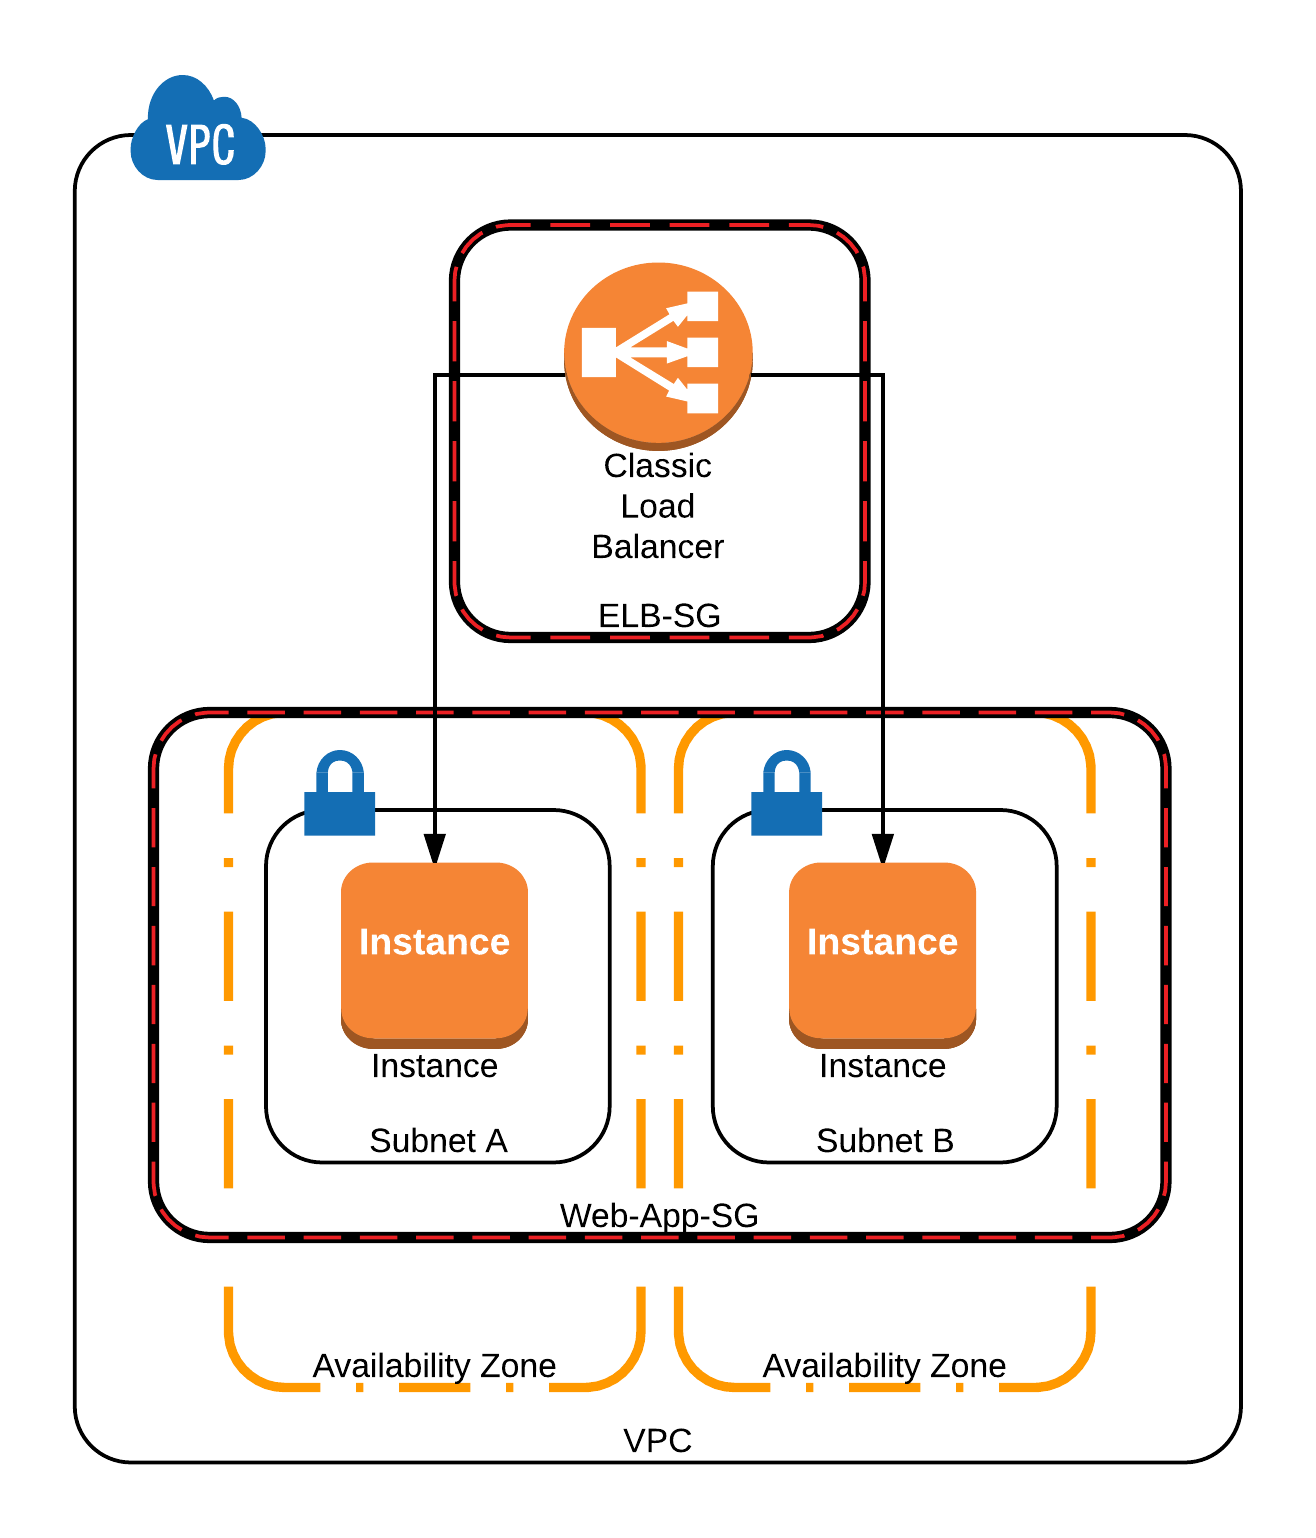 VPC
Classic
Load
Balancer
ELB-SG
Instance
Instance
Instance
Instance
Subnet A
Subnet B
Web-App-SG
Availability Zone
Availability Zone
VPC